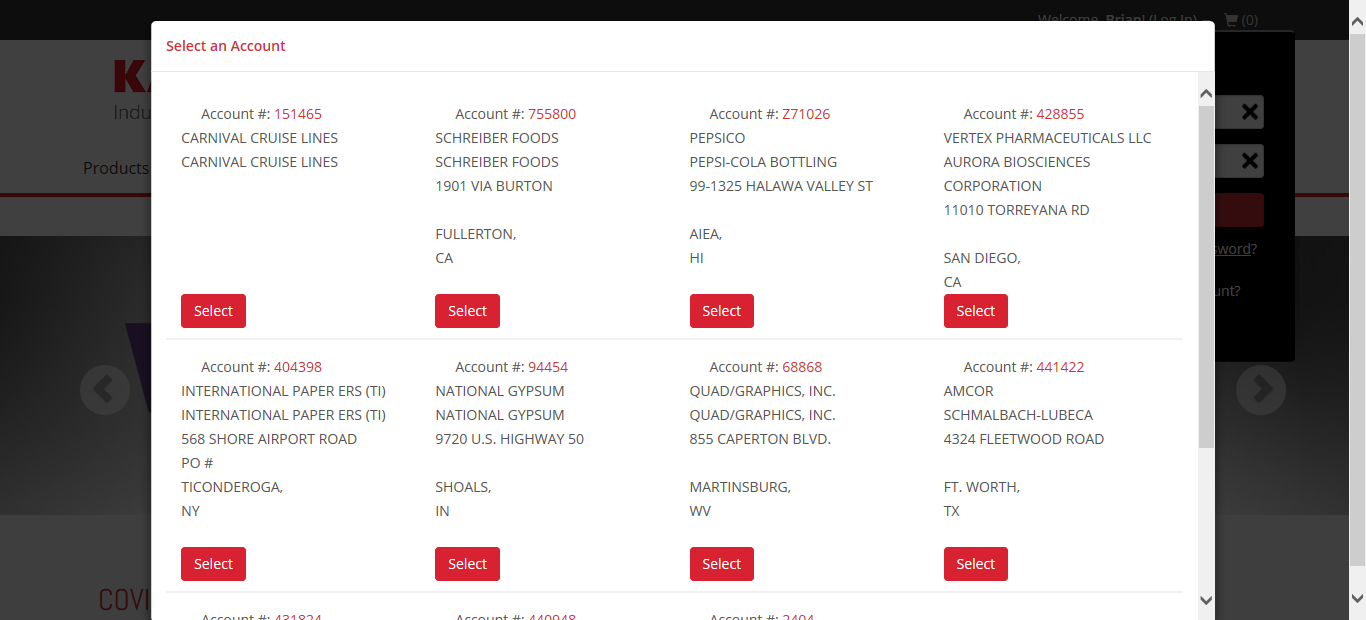 Welcome, Brian! (Log In) (0)
Select an Account
Indu
Products
sword?
unt?
COVI
Account #: 151465
CARNIVAL CRUISE LINES
CARNIVAL CRUISE LINES
Select
Account #: 755800
SCHREIBER FOODS
SCHREIBER FOODS
1901 VIA BURTON
FULLERTON,
CA
Select
Account #: Z71026
PEPSICO
PEPSI-COLA BOTTLING
99-1325 HALAWA VALLEY ST
AIEA,
HI
Select
Account #: 428855
VERTEX PHARMACEUTICALS LLC
AURORA BIOSCIENCES
CORPORATION
11010 TORREYANA RD
SAN DIEGO,
CA
Select
Account #: 404398
INTERNATIONAL PAPER ERS (TI)
INTERNATIONAL PAPER ERS (TI)
568 SHORE AIRPORT ROAD
PO #
TICONDEROGA,
NY
Select
Account #: 94454
NATIONAL GYPSUM
NATIONAL GYPSUM
9720 U.S. HIGHWAY 50
SHOALS,
IN
Select
Account #: 68868
QUAD/GRAPHICS, INC.
QUAD/GRAPHICS, INC.
855 CAPERTON BLVD.
MARTINSBURG,
WV
Select
Account #: 441422
AMCOR
SCHMALBACH-LUBECA
4324 FLEETWOOD ROAD
FT. WORTH,
TX
Select
Account #: 431824
Account #: 440948
Account #: 2404